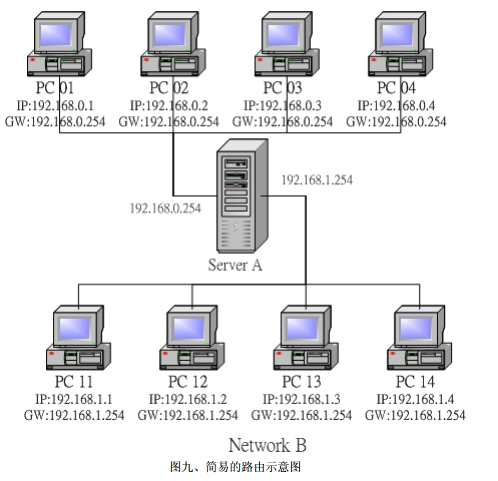 PC 01 PC 02 PC 03 PC 04
IP:192.168.0.1 IP:192.168.0.2 IP:192.168.0.3 IP:192.168.0.4
GW:192.168.0.254 GW:192.168.0.254 GW:192.168.0.254 GW:192.168.0.254
192.168.1.254
192.168.0.254
Server A
PC 11 PC 12 PC 13 PC 14
IP:192.168.1.1 IP:192.168.1.2 IP:192.168.1.3 IP:192.168.1.4
GW:192.168.1.254 GW:192.168.1.254 GW:192.168.1.254 GW:192.168.1.254
Network B
图九、简易的路由示意图